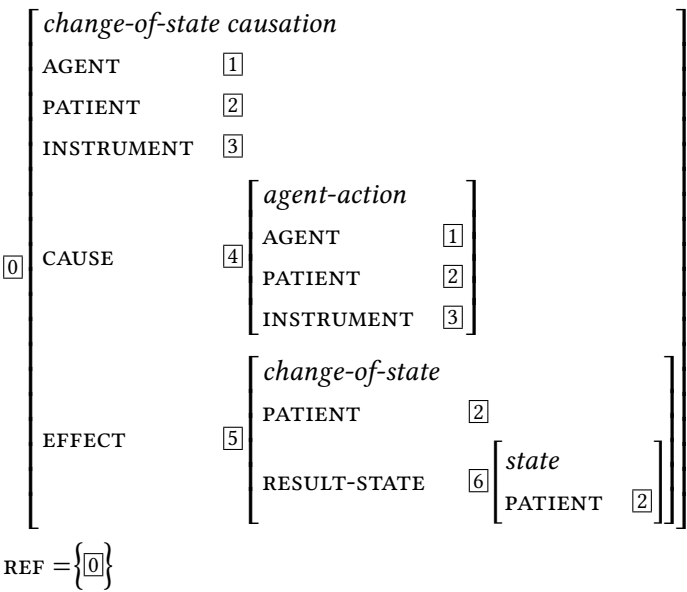 change-of-state causation
AGENT 1
PATIENT 2
INSTRUMENT 3
agent-action
AGENT 1
0 CAUSE 4 PATIENT 2
INSTRUMENT 3
change-of-state
PATIENT 2
EFFECT 5
state
RESULT-STATE 6
PATIENT 2
REF = {0}